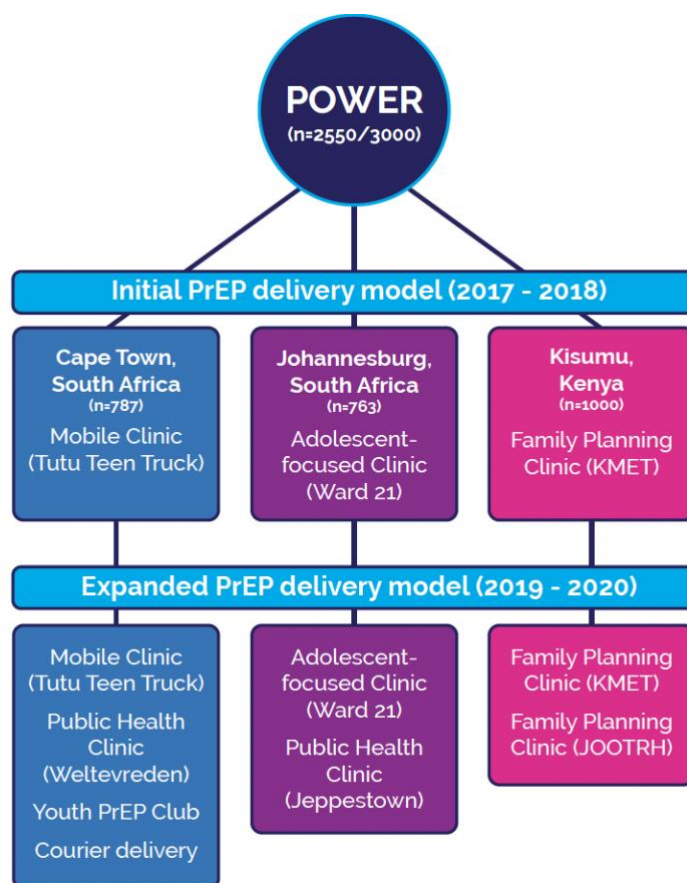 POWER
(n=2550/3000)
Initial PrEP delivery model (2017 - 2018)
Cape Town,
South Africa
(n=787)
Mobile Clinic
(Tutu Teen Truck)
Johannesburg,
South Africa
(n=763)
Adolescent-
focused Clinic
(Ward 21)
Kisumu,
Kenya
(n=1000)
Family Planning
Clinic (KMET)
Expanded PrEP delivery model (2019 - 2020)
Mobile Clinic
(Tutu Teen Truck)
Public Health
Clinic
(Weltevreden)
Youth PrEP Club
Courier delivery
Adolescent-
focused Clinic
(Ward 21)
Public Health
Clinic
(Jeppestown)
Family Planning
Clinic (KMET)
Family Planning
Clinic (JOOTRH)